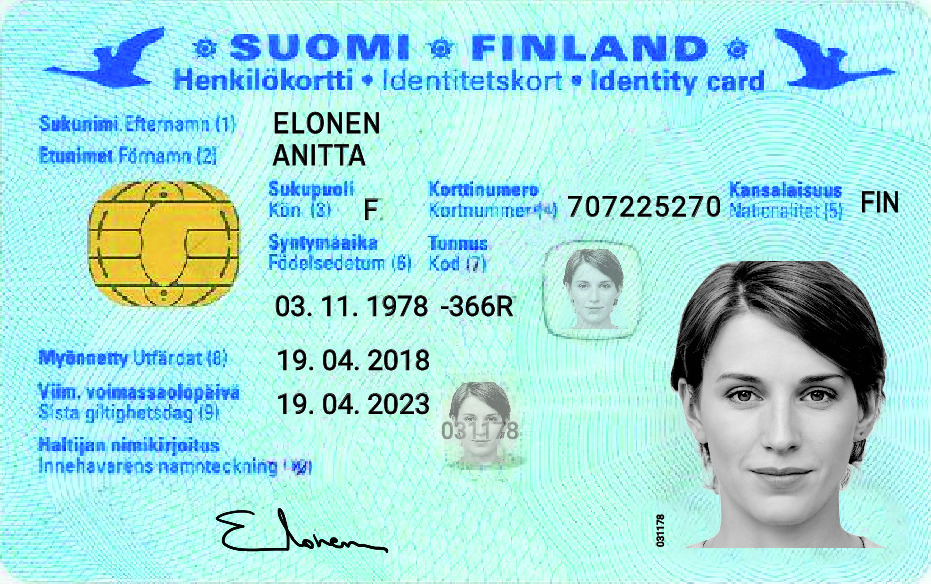 SUOMI FINLAND
Henkilökortti • Identitetskort • Identity card
Sukunimi Efternamn (1) ELONEN
Etunimet Förnamn (2) ANITTA
Sukupuoli Korttinumero Kansalaisuus
Kön (3) F Kortnummer 707225270 Nationalitet (5) FIN
Syntymäaika Tunnus
Födelsedatum (6) Kod (7)
03. 11. 1978 -366R
Myönnetty Utfärdat (8) 19. 04. 2018
Viim. voimassaolopäivä
Sista giltighetsdag (9) 19. 04. 2023
031178
Haltijan nimikirjoitus
Innehavarens namnteckning
Elonen
031178